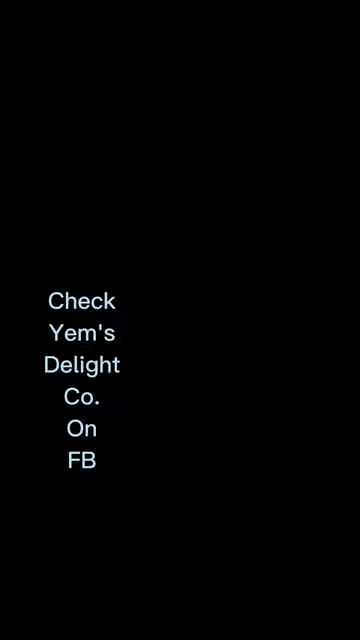 Check
Yem's
Delight
Co.
On
FB